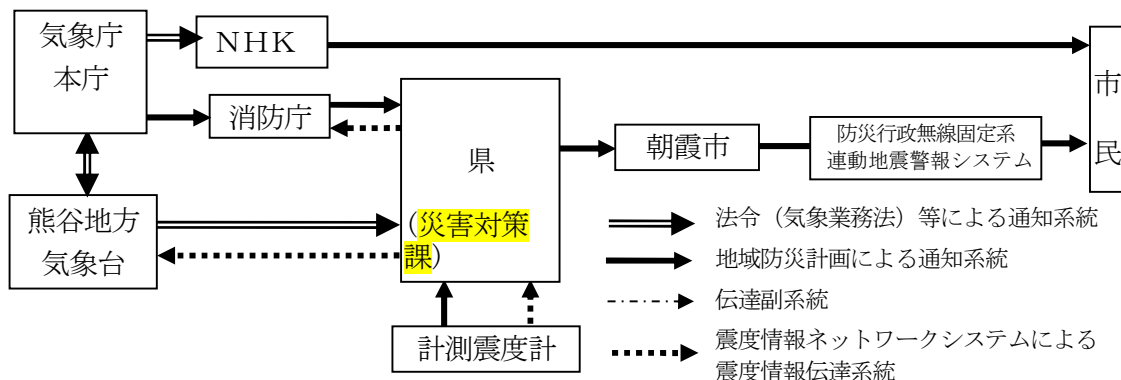 気象庁
本庁
ＮＨＫ
消防庁
熊谷地方
気象台
県
(災害対策
課)
計測震度計
朝霞市
防災行政無線固定系
連動地震警報システム
市
民
法令（気象業務法）等による通知系統
地域防災計画による通知系統
伝達副系統
震度情報ネットワークシステムによる
震度情報伝達系統